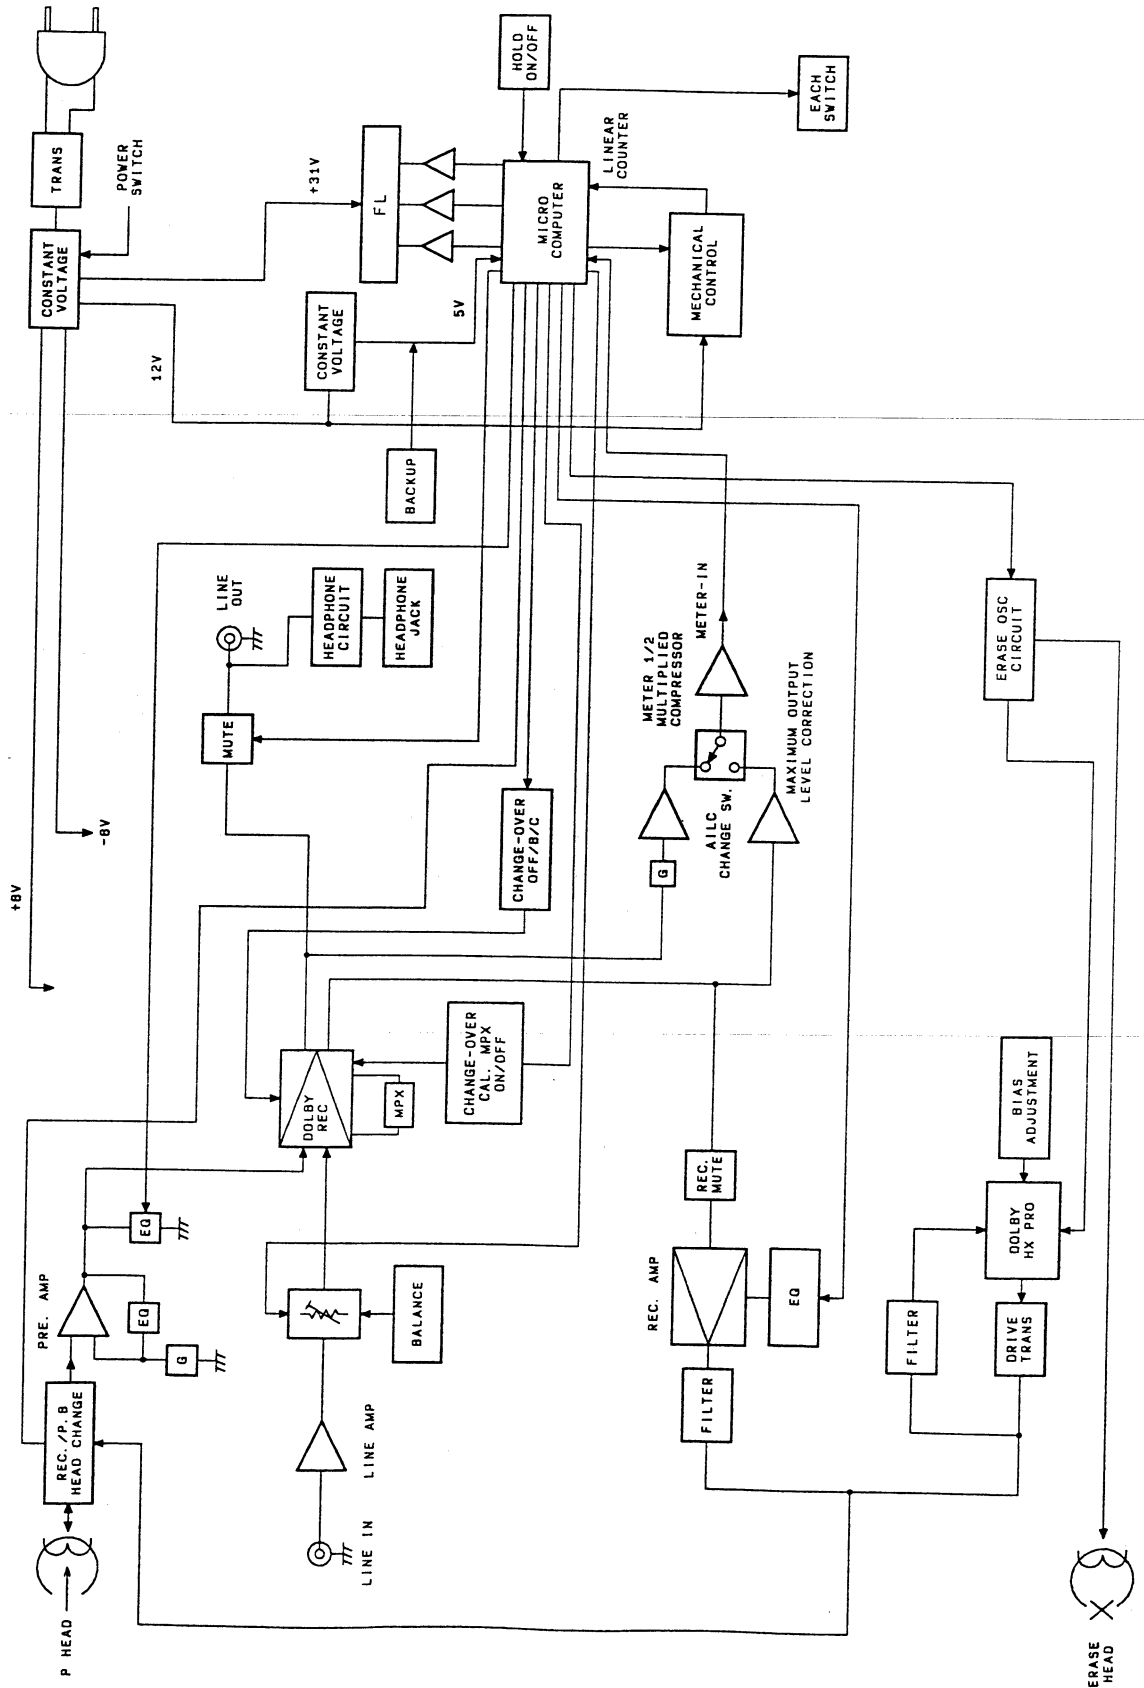 P HEAD
REC./P.B
HEAD CHANGE
PRE. AMP
G
EQ
EQ
+8V
-8V
12V
CONSTANT
VOLTAGE
TRANS
POWER
SWITCH
LINE IN
LINE AMP
BALANCE
DOLBY
REC
MPX
CHANGE-OVER
CAL. MPX
ON/OFF
MUTE
LINE
OUT
HEADPHONE
CIRCUIT
HEADPHONE
JACK
BACKUP
CONSTANT
VOLTAGE
5V
+31V
FL
HOLD
ON/OFF
MICRO
COMPUTER
LINEAR
COUNTER
EACH
SWITCH
MECHANICAL
CONTROL
CHANGE-OVER
OFF/B/C
G
AILC
CHANGE SW.
METER 1/2
MULTIPLIED
COMPRESSOR
METER-IN
MAXIMUM OUTPUT
LEVEL CORRECTION
FILTER
REC. AMP
EQ
REC.
MUTE
FILTER
DRIVE
TRANS
DOLBY
HX PRO
BIAS
ADJUSTMENT
ERASE OSC
CIRCUIT
ERASE
HEAD